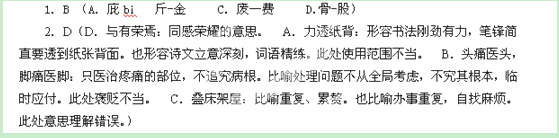 1. B (A. 庇 bi 斤-金 C. 废一费 D.骨-股)
2. D (D．与有荣焉：同感荣耀的意思。 A．力透纸背：形容书法刚劲有力，笔锋简
直要透到纸张背面。也形容诗文立意深刻，词语精练。此处使用范围不当。 B．头痛医头，
脚痛医脚：只医治疼痛的部位，不追究病根。比喻处理问题不从全局考虑，不究其根本，临
时应付。此处褒贬不当。 C．叠床架屋：比喻重复、累赘。也比喻办事重复，自找麻烦。
此处意思理解错误。)